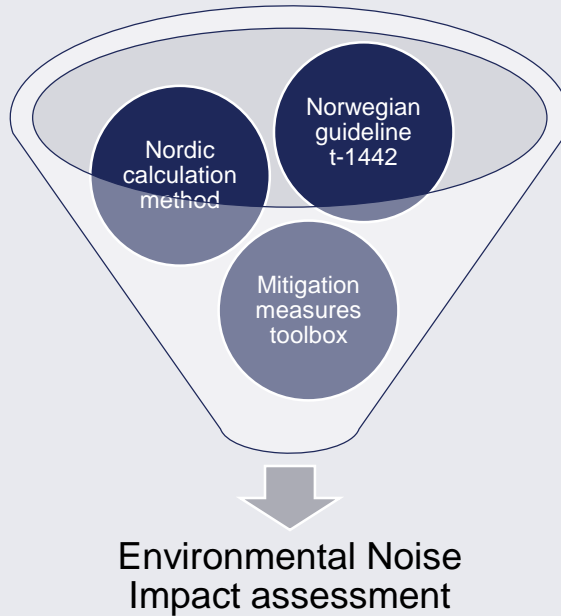 Nordic
calculation
method
Norwegian
guideline
t-1442
Mitigation
measures
toolbox
Environmental Noise
Impact assessment